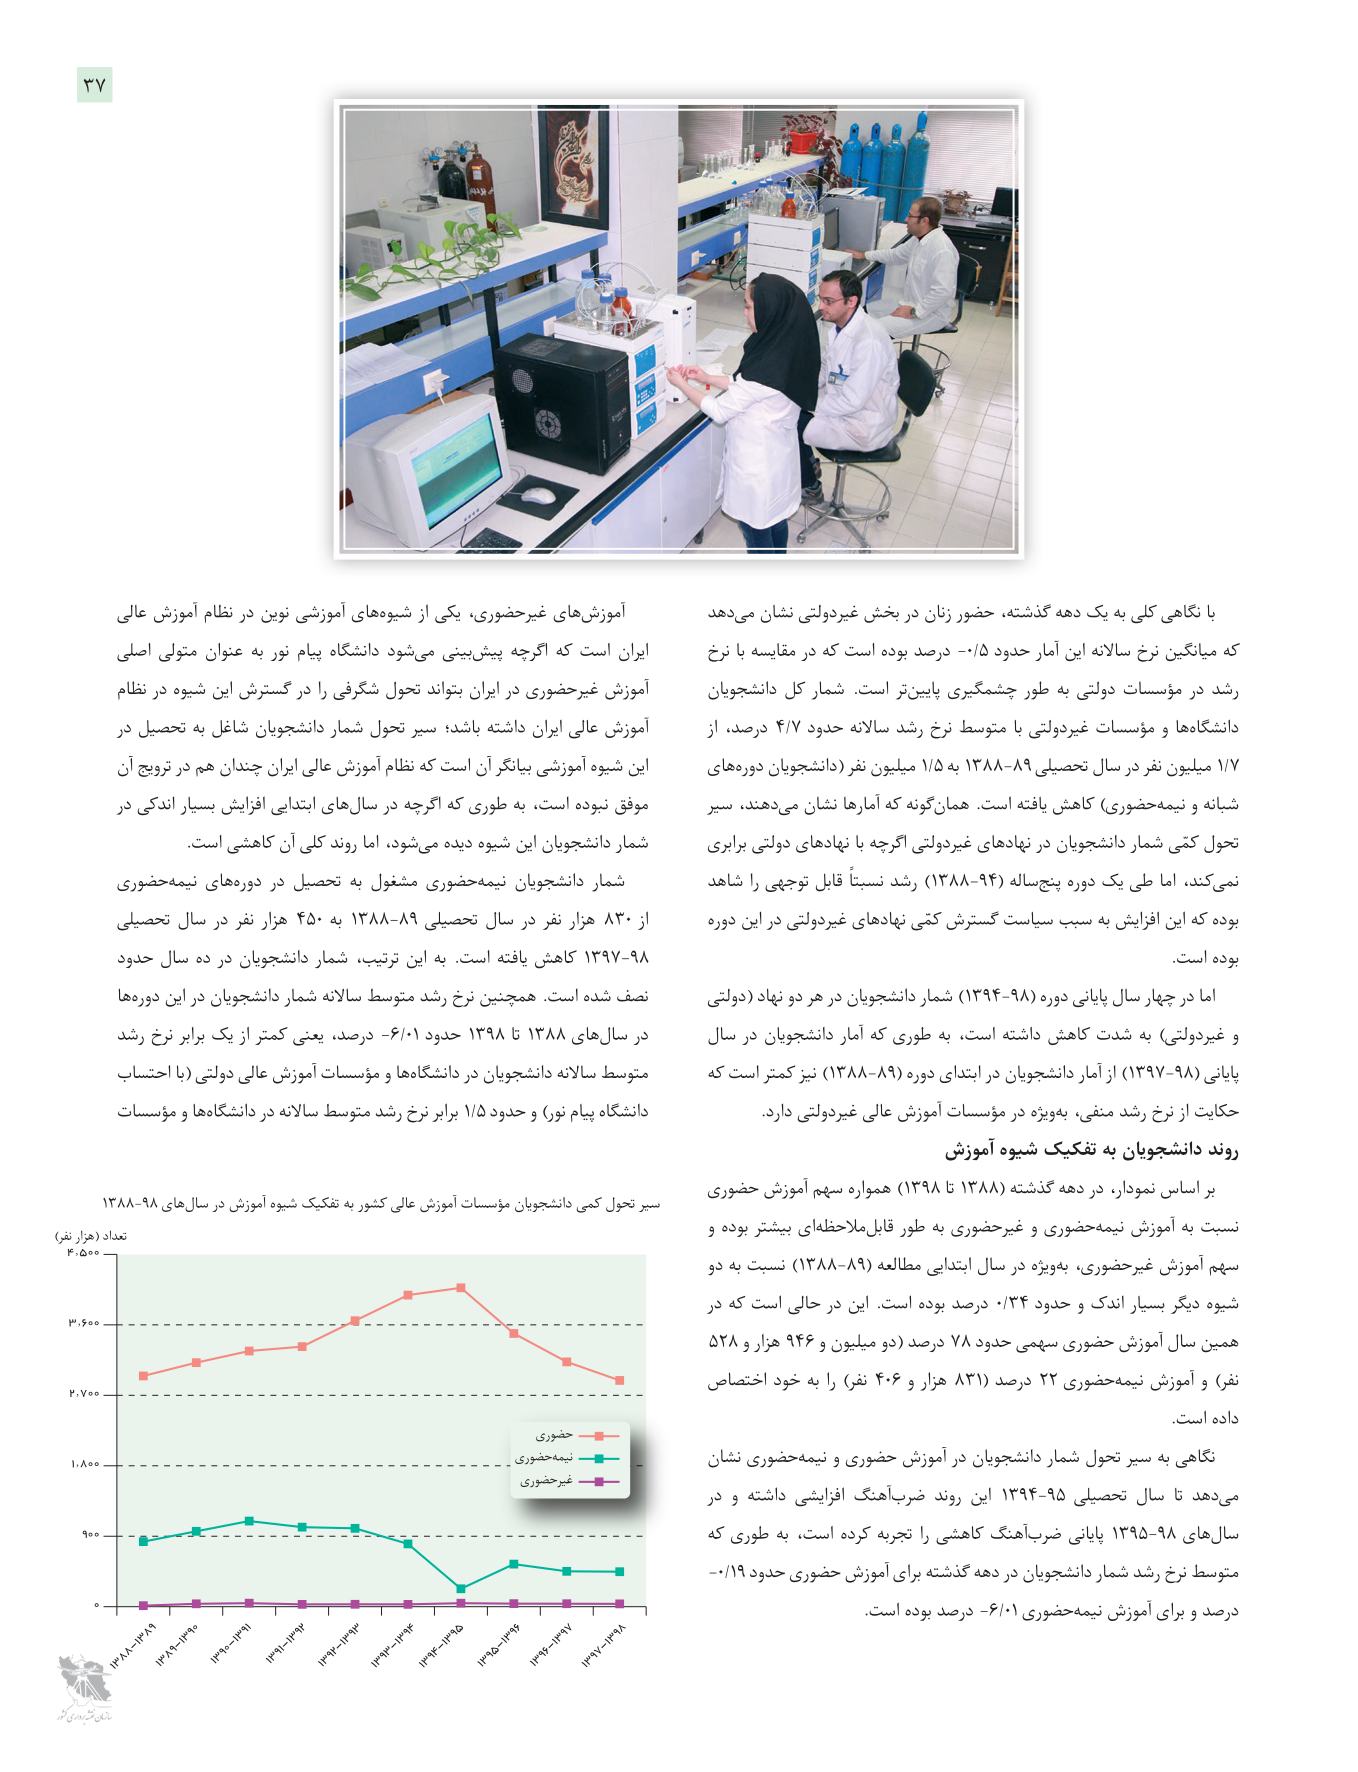 ۳۷
با نگاهی کلی به یک دهه گذشته، حضور زنان در بخش غیردولتی نشان می‌دهد
که میانگین نرخ سالانه این آمار حدود ۰/۵- درصد بوده است که در مقایسه با نرخ
رشد در مؤسسات دولتی به طور چشمگیری پایین‌تر است. شمار کل دانشجویان
دانشگاه‌ها و مؤسسات غیردولتی با متوسط نرخ رشد سالانه حدود ۴/۷ درصد، از
۱/۷ میلیون نفر در سال تحصیلی ۸۹-۱۳۸۸ به ۱/۵ میلیون نفر (دانشجویان دوره‌های
شبانه و نیمه‌حضوری) کاهش یافته است. همان‌گونه که آمارها نشان می‌دهند، سیر
تحول کمّی شمار دانشجویان در نهادهای غیردولتی اگرچه با نهادهای دولتی برابری
نمی‌کند، اما طی یک دوره پنج‌ساله (۹۴-۱۳۸۸) رشد نسبتاً قابل توجهی را شاهد
بوده که این افزایش به سبب سیاست گسترش کمّی نهادهای غیردولتی در این دوره
بوده است.
اما در چهار سال پایانی دوره (۹۸-۱۳۹۴) شمار دانشجویان در هر دو نهاد (دولتی
و غیردولتی) به شدت کاهش داشته است، به طوری که آمار دانشجویان در سال
پایانی (۹۸-۱۳۹۷) از آمار دانشجویان در ابتدای دوره (۸۹-۱۳۸۸) نیز کمتر است که
حکایت از نرخ رشد منفی، به‌ویژه در مؤسسات آموزش عالی غیردولتی دارد.
روند دانشجویان به تفکیک شیوه آموزش
بر اساس نمودار، در دهه گذشته (۱۳۸۸ تا ۱۳۹۸) همواره سهم آموزش حضوری
نسبت به آموزش نیمه‌حضوری و غیرحضوری به طور قابل‌ملاحظه‌ای بیشتر بوده و
سهم آموزش غیرحضوری، به‌ویژه در سال ابتدایی مطالعه (۸۹-۱۳۸۸) نسبت به دو
شیوه دیگر بسیار اندک و حدود ۰/۳۴ درصد بوده است. این در حالی است که در
همین سال آموزش حضوری سهمی حدود ۷۸ درصد (دو میلیون و ۹۴۶ هزار و ۵۲۸
نفر) و آموزش نیمه‌حضوری ۲۲ درصد (۸۳۱ هزار و ۴۰۶ نفر) را به خود اختصاص
داده است.
نگاهی به سیر تحول شمار دانشجویان در آموزش حضوری و نیمه‌حضوری نشان
می‌دهد تا سال تحصیلی ۹۵-۱۳۹۴ این روند ضرب‌آهنگ افزایشی داشته و در
سال‌های ۹۸-۱۳۹۵ پایانی ضرب‌آهنگ کاهشی را تجربه کرده است، به طوری که
متوسط نرخ رشد شمار دانشجویان در دهه گذشته برای آموزش حضوری حدود ۰/۱۹-
درصد و برای آموزش نیمه‌حضوری ۶/۰۱- درصد بوده است.
آموزش‌های غیرحضوری، یکی از شیوه‌های آموزشی نوین در نظام آموزش عالی
ایران است که اگرچه پیش‌بینی می‌شود دانشگاه پیام نور به عنوان متولی اصلی
آموزش غیرحضوری در ایران بتواند تحول شگرفی را در گسترش این شیوه در نظام
آموزش عالی ایران داشته باشد؛ سیر تحول شمار دانشجویان شاغل به تحصیل در
این شیوه آموزشی بیانگر آن است که نظام آموزش عالی ایران چندان هم در ترویج آن
موفق نبوده است، به طوری که اگرچه در سال‌های ابتدایی افزایش بسیار اندکی در
شمار دانشجویان این شیوه دیده می‌شود، اما روند کلی آن کاهشی است.
شمار دانشجویان نیمه‌حضوری مشغول به تحصیل در دوره‌های نیمه‌حضوری
از ۸۳۰ هزار نفر در سال تحصیلی ۸۹-۱۳۸۸ به ۴۵۰ هزار نفر در سال تحصیلی
۹۸-۱۳۹۷ کاهش یافته است. به این ترتیب، شمار دانشجویان در ده سال حدود
نصف شده است. همچنین نرخ رشد متوسط سالانه شمار دانشجویان در این دوره‌ها
در سال‌های ۱۳۸۸ تا ۱۳۹۸ حدود ۶/۰۱- درصد، یعنی کمتر از یک برابر نرخ رشد
متوسط سالانه دانشجویان در دانشگاه‌ها و مؤسسات آموزش عالی دولتی (با احتساب
دانشگاه پیام نور) و حدود ۱/۵ برابر نرخ رشد متوسط سالانه در دانشگاه‌ها و مؤسسات
سیر تحول کمی دانشجویان مؤسسات آموزش عالی کشور به تفکیک شیوه آموزش در سال‌های ۹۸-۱۳۸۸
تعداد (هزار نفر)
۴،۵۰۰
۳،۶۰۰
۲،۷۰۰
۱،۸۰۰
۹۰۰
۰
حضوری
نیمه‌حضوری
غیرحضوری
۱۳۸۸-۱۳۸۹
۱۳۸۹-۱۳۹۰
۱۳۹۰-۱۳۹۱
۱۳۹۱-۱۳۹۲
۱۳۹۲-۱۳۹۳
۱۳۹۳-۱۳۹۴
۱۳۹۴-۱۳۹۵
۱۳۹۵-۱۳۹۶
۱۳۹۶-۱۳۹۷
۱۳۹۷-۱۳۹۸
سازمان نقشه‌برداری کشور